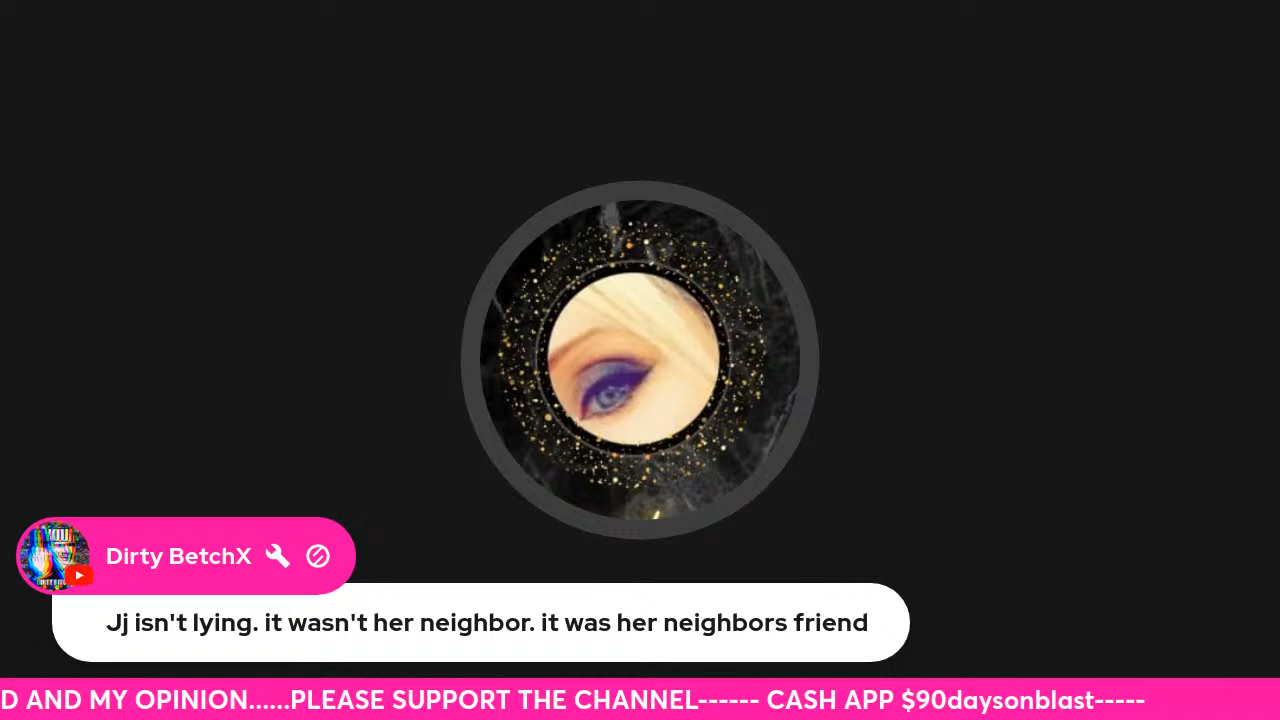 YOU
Dirty BetchX
Jj isn't lying. it wasn't her neighbor. it was her neighbors friend
D AND MY OPINION......PLEASE SUPPORT THE CHANNEL------ CASH APP $90daysonblast-----